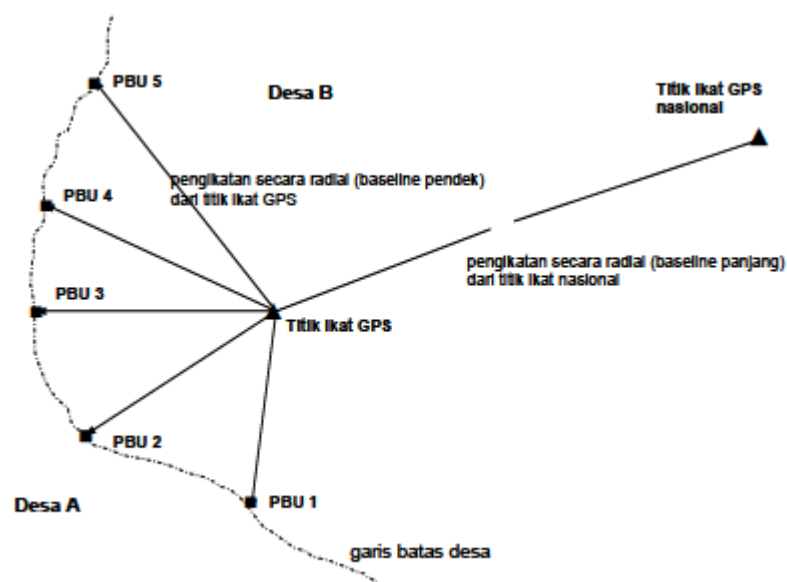 PBU 5
Desa B
Titik Ikat GPS
nasional
pengikatan secara radial (baseline pendek)
dari titik ikat GPS
PBU 4
pengikatan secara radial (baseline panjang)
dari titik ikat nasional
PBU 3
Titik Ikat GPS
PBU 2
Desa A
PBU 1
garis batas desa